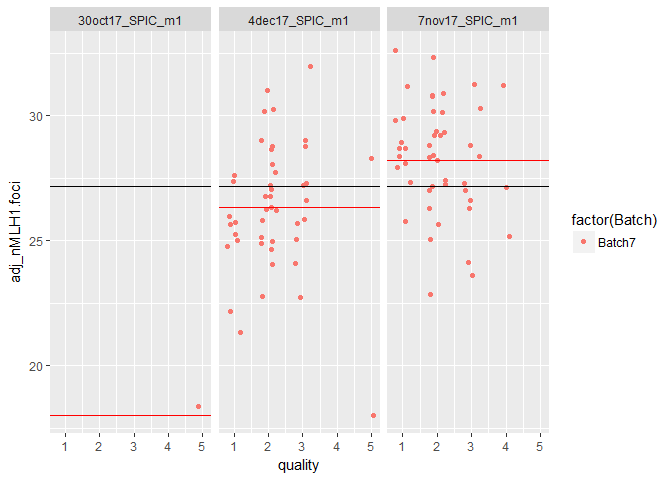 30oct17_SPIC_m1 4dec17_SPIC_m1 7nov17_SPIC_m1
30
25
20
adj_nMLH1 foci
1 2 3 4 5 1 2 3 4 5 1 2 3 4 5
quality
factor(Batch)
Batch7